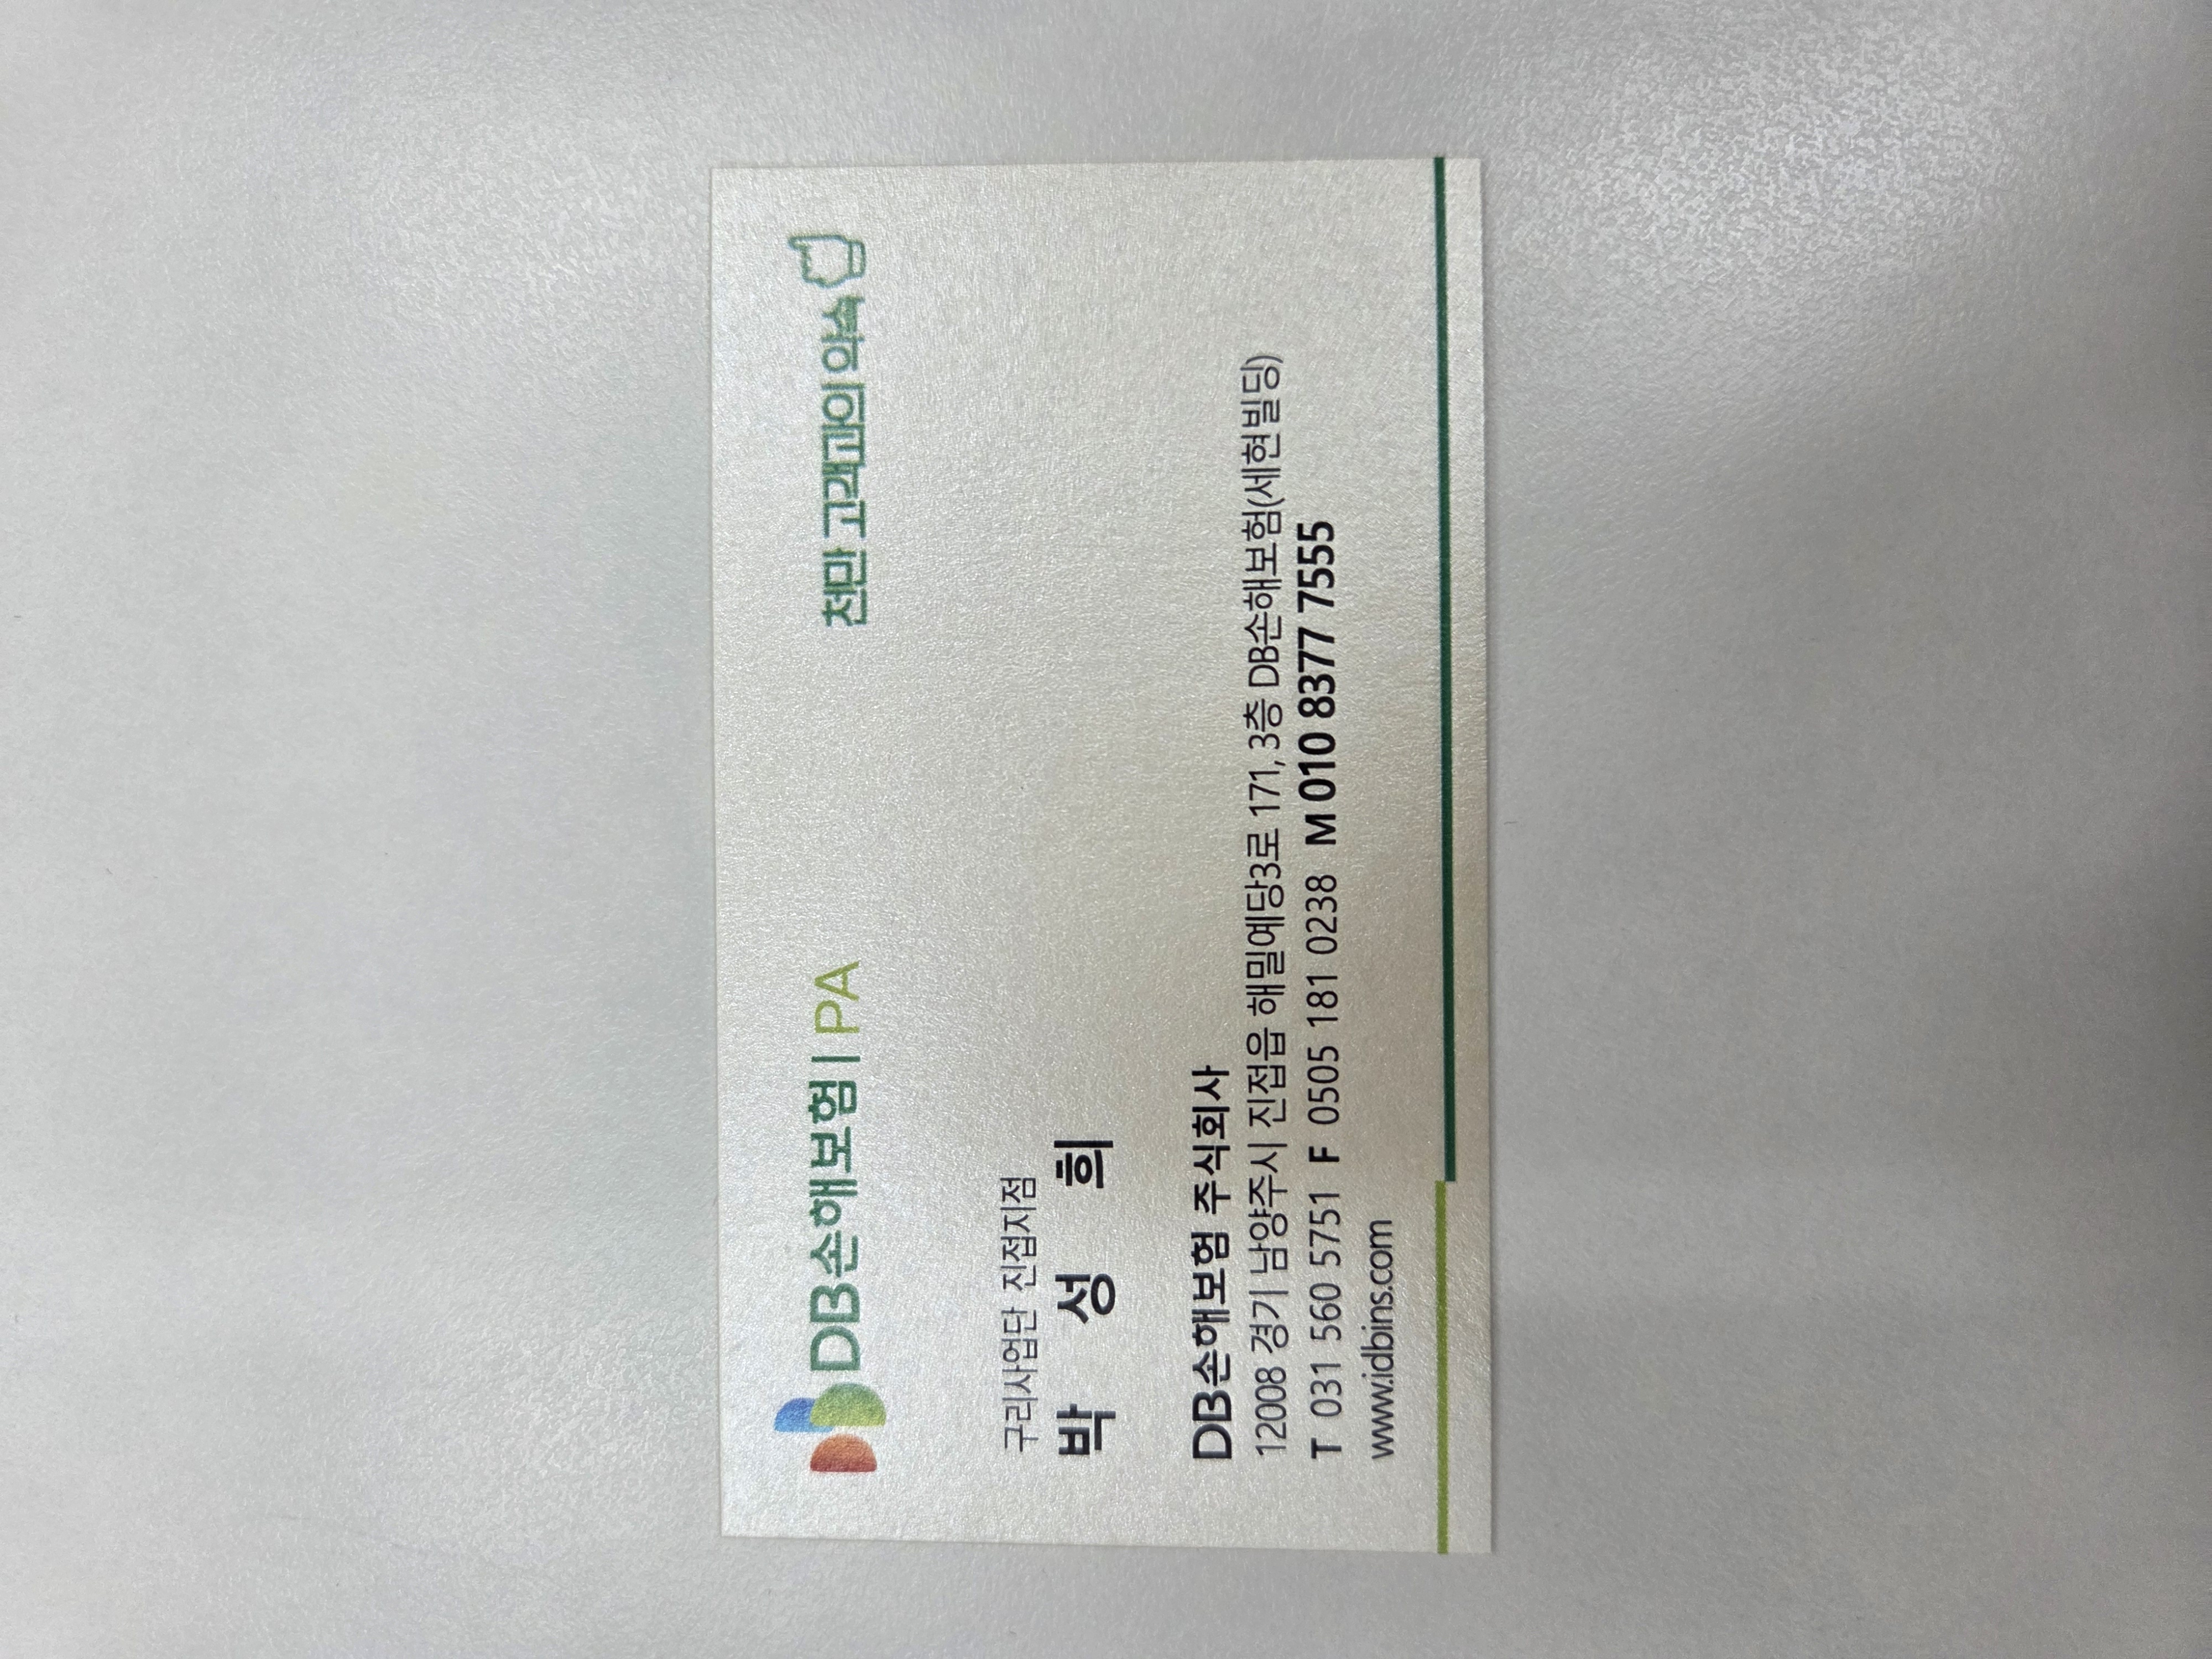 DB손해보험 | PA
천만 고객과의 약속
구리사업단 진접지점
박 성 희
DB손해보험 주식회사
12008 경기 남양주시 진접읍 해밀예당3로 171, 3층 DB손해보험(세현빌딩)
T 031 560 5751 F 0505 181 0238 M 010 8377 7555
www.idbins.com